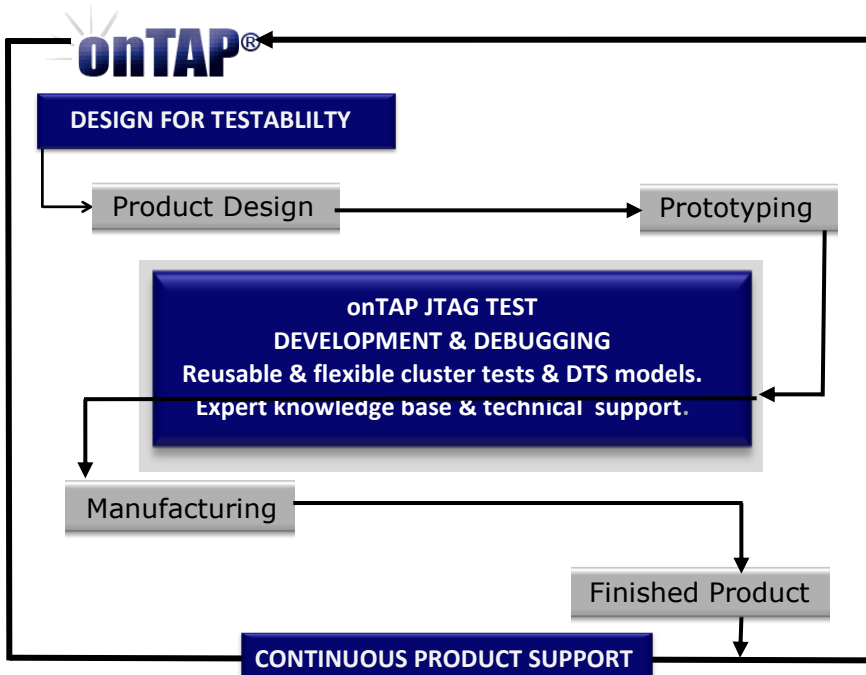 onTAP®
DESIGN FOR TESTABLILTY
Product Design
Prototyping
onTAP JTAG TEST
DEVELOPMENT & DEBUGGING
Reusable & flexible cluster tests & DTS models.
Expert knowledge base & technical support.
Manufacturing
Finished Product
CONTINUOUS PRODUCT SUPPORT